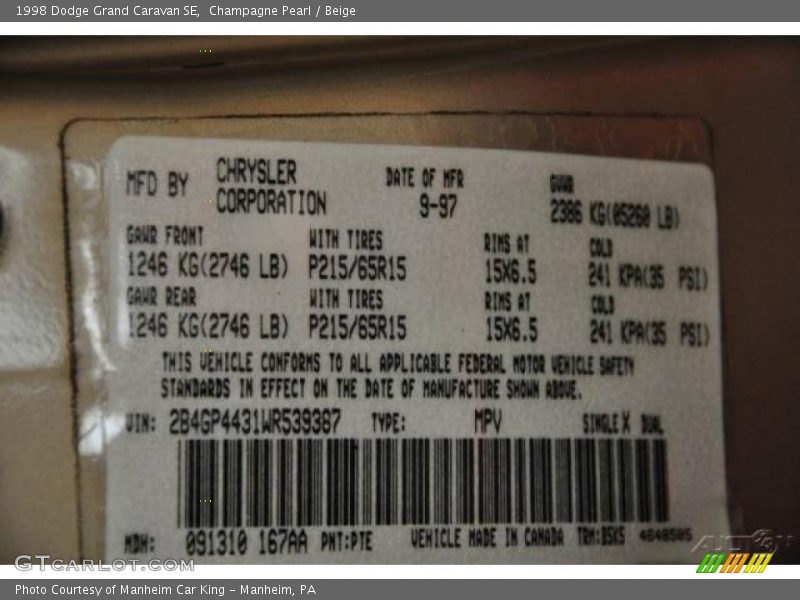 1998 Dodge Grand Caravan SE,  Champagne Pearl / Beige
MFD BY CHRYSLER CORPORATION DATE OF MFR 9-97 GVWR 2386 KG(05260 LB)
GAWR FRONT WITH TIRES RIMS AT COLD
1246 KG(2746 LB) P215/65R15 15X6.5 241 KPA(35 PSI)
GAWR REAR WITH TIRES RIMS AT COLD
1246 KG(2746 LB) P215/65R15 15X6.5 241 KPA(35 PSI)
THIS VEHICLE CONFORMS TO ALL APPLICABLE FEDERAL MOTOR VEHICLE SAFETY
STANDARDS IN EFFECT ON THE DATE OF MANUFACTURE SHOWN ABOVE.
VIN: 2B4GP4431WR539387 TYPE: MPV SINGLE X DUAL
MDH: 091310 167AA PNT:PTE VEHICLE MADE IN CANADA TRM:BSK5 4648505
GTCarLot.com
Photo Courtesy of Manheim Car King - Manheim, PA